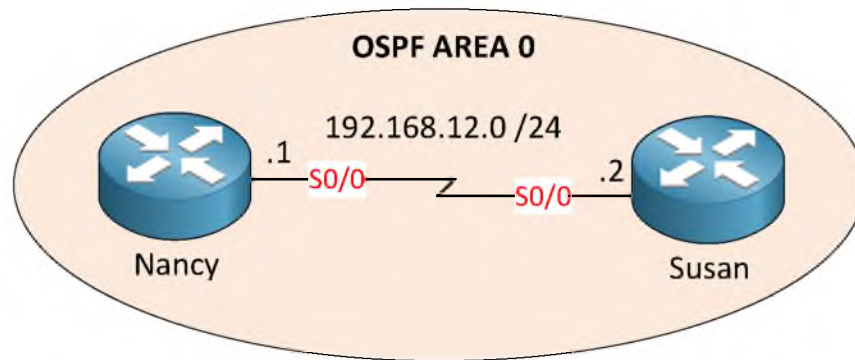 OSPF AREA 0
192.168.12.0 /24
.1
S0/0
S0/0
.2
Nancy
Susan